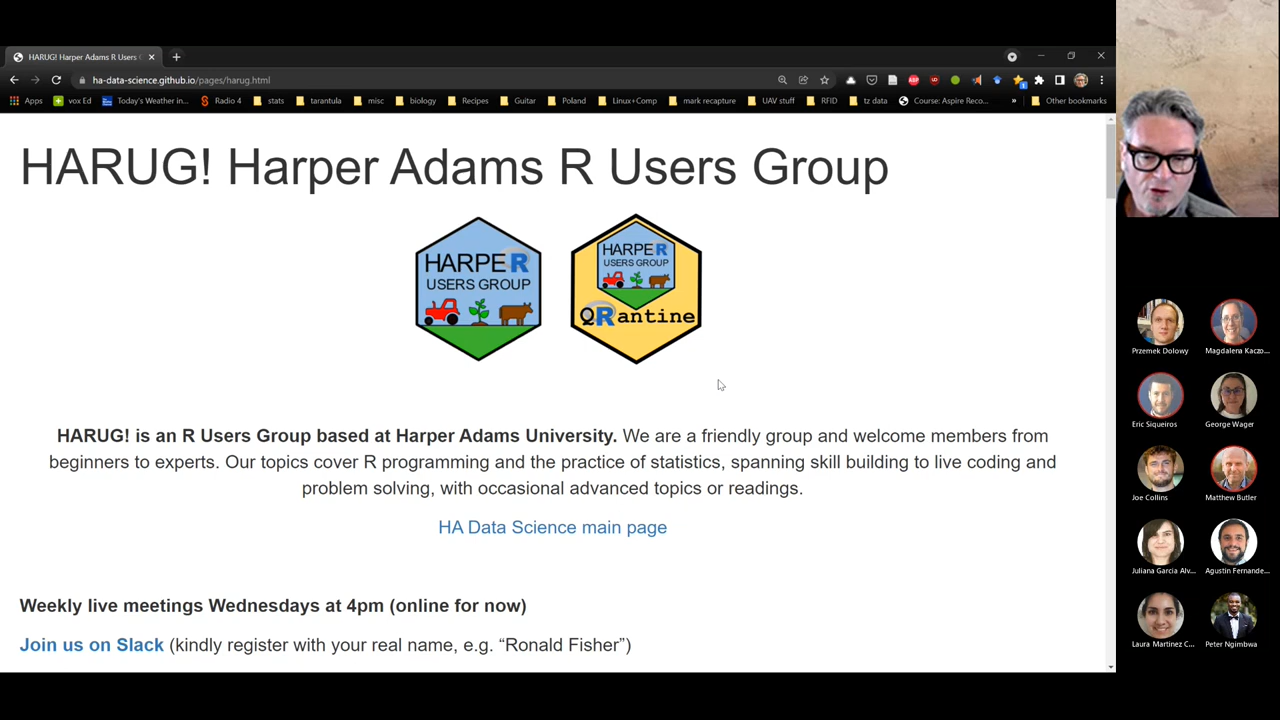 HARUG! Harper Adams R Users G
ha-data-science.github.io/pages/harug.html
Apps
vox Ed
Today's Weather in...
Radio 4
stats
tarantula
misc
biology
Recipes
Guitar
Poland
Linux+Comp
mark recapture
UAV stuff
RFID
tz data
Course: Aspire Reco...
»
Other bookmarks
HARUG! Harper Adams R Users Group
HARPER
USERS GROUP
HARPER
USERS GROUP
QRantine
HARUG! is an R Users Group based at Harper Adams University. We are a friendly group and welcome members from
beginners to experts. Our topics cover R programming and the practice of statistics, spanning skill building to live coding and
problem solving, with occasional advanced topics or readings.
HA Data Science main page
Weekly live meetings Wednesdays at 4pm (online for now)
Join us on Slack (kindly register with your real name, e.g. “Ronald Fisher”)
Przemek Dolowy
Magdalena Kaczo...
Eric Siqueiros
George Wager
Joe Collins
Matthew Butler
Juliana Garcia Alv...
Agustin Fernande...
Laura Martinez C...
Peter Ngimbwa